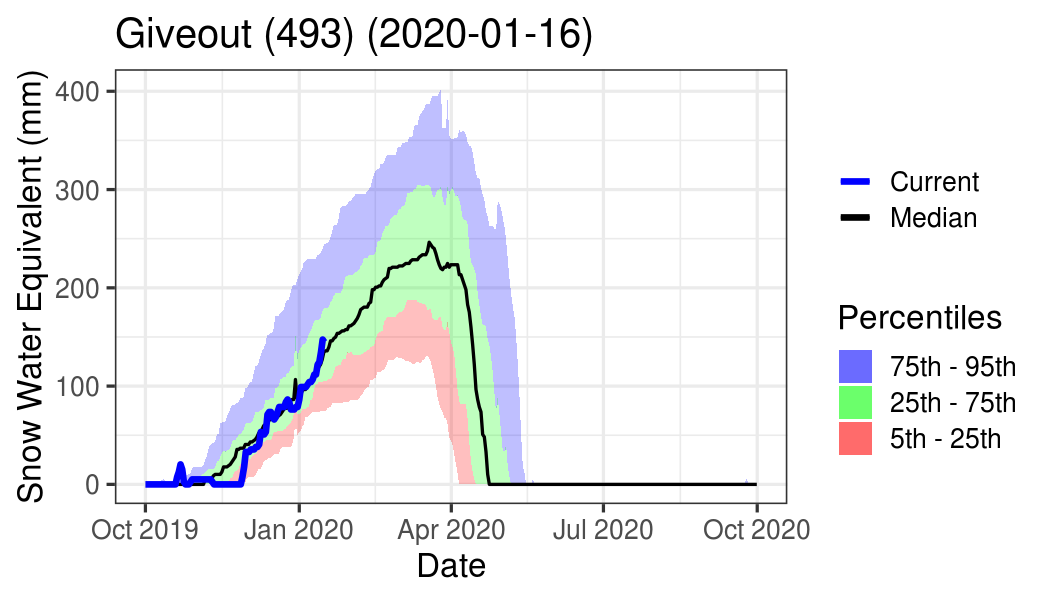 Giveout (493) (2020-01-16)
Snow Water Equivalent (mm)
400
300
200
100
0
Oct 2019
Jan 2020
Apr 2020
Jul 2020
Oct 2020
Date
Current
Median
Percentiles
75th - 95th
25th - 75th
5th - 25th